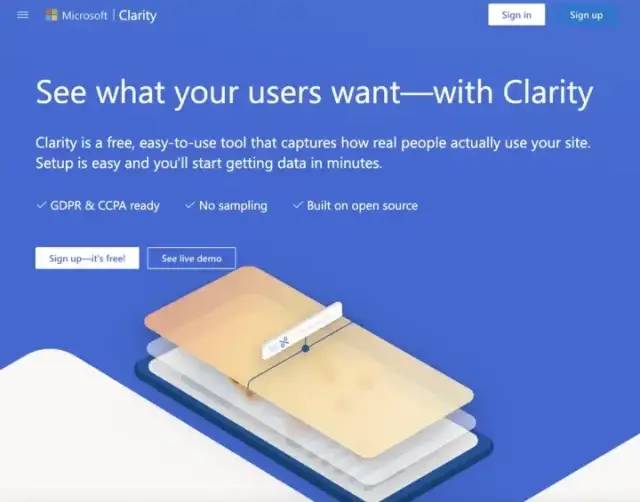 Microsoft | Clarity
Sign in
Sign up
See what your users want—with Clarity
Clarity is a free, easy-to-use tool that captures how real people actually use your site.
Setup is easy and you'll start getting data in minutes.
GDPR & CCPA ready
No sampling
Built on open source
Sign up—it's free!
See live demo